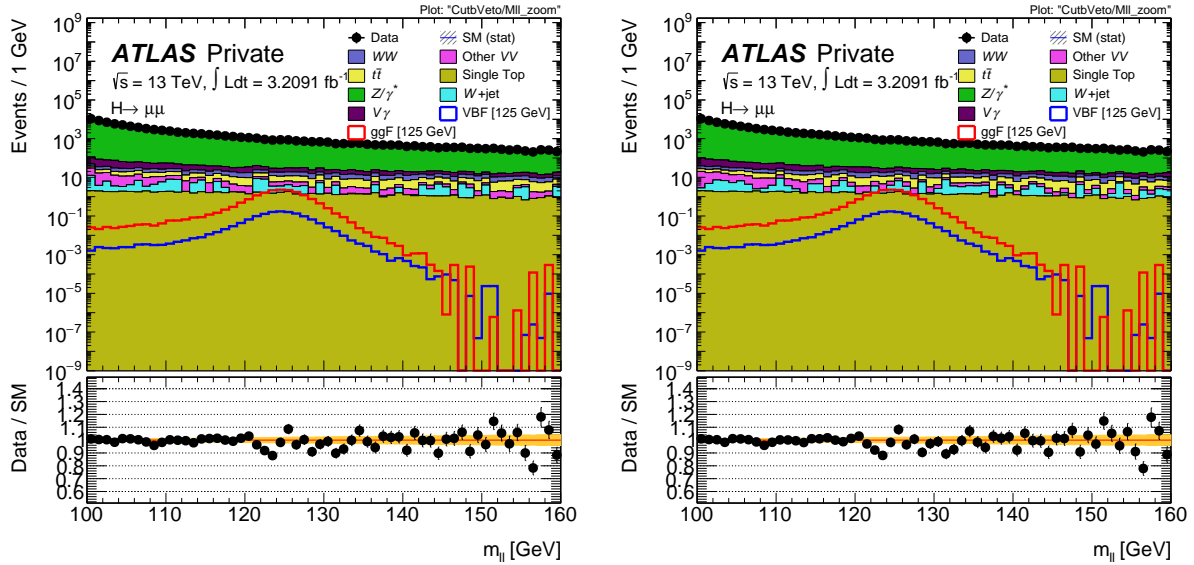 Plot: "CutbVeto/Mll_zoom"
Events / 1 GeV
10⁹
10⁷
10⁵
10³
10
10⁻¹
10⁻³
10⁻⁵
10⁻⁷
10⁻⁹
ATLAS Private
√s = 13 TeV, ∫ Ldt = 3.2091 fb⁻¹
H→ μμ
Data
SM (stat)
WW
Other VV
tt̄
Single Top
Z/γ*
W+jet
Vγ
VBF [125 GeV]
ggF [125 GeV]
Data / SM
1.4
1.3
1.2
1.1
1
0.9
0.8
0.7
0.6
100 110 120 130 140 150 160
m_ll [GeV]
Plot: "CutbVeto/Mll_zoom"
Events / 1 GeV
10⁹
10⁷
10⁵
10³
10
10⁻¹
10⁻³
10⁻⁵
10⁻⁷
10⁻⁹
ATLAS Private
√s = 13 TeV, ∫ Ldt = 3.2091 fb⁻¹
H→ μμ
Data
SM (stat)
WW
Other VV
tt̄
Single Top
Z/γ*
W+jet
Vγ
VBF [125 GeV]
ggF [125 GeV]
Data / SM
1.4
1.3
1.2
1.1
1
0.9
0.8
0.7
0.6
100 110 120 130 140 150 160
m_ll [GeV]